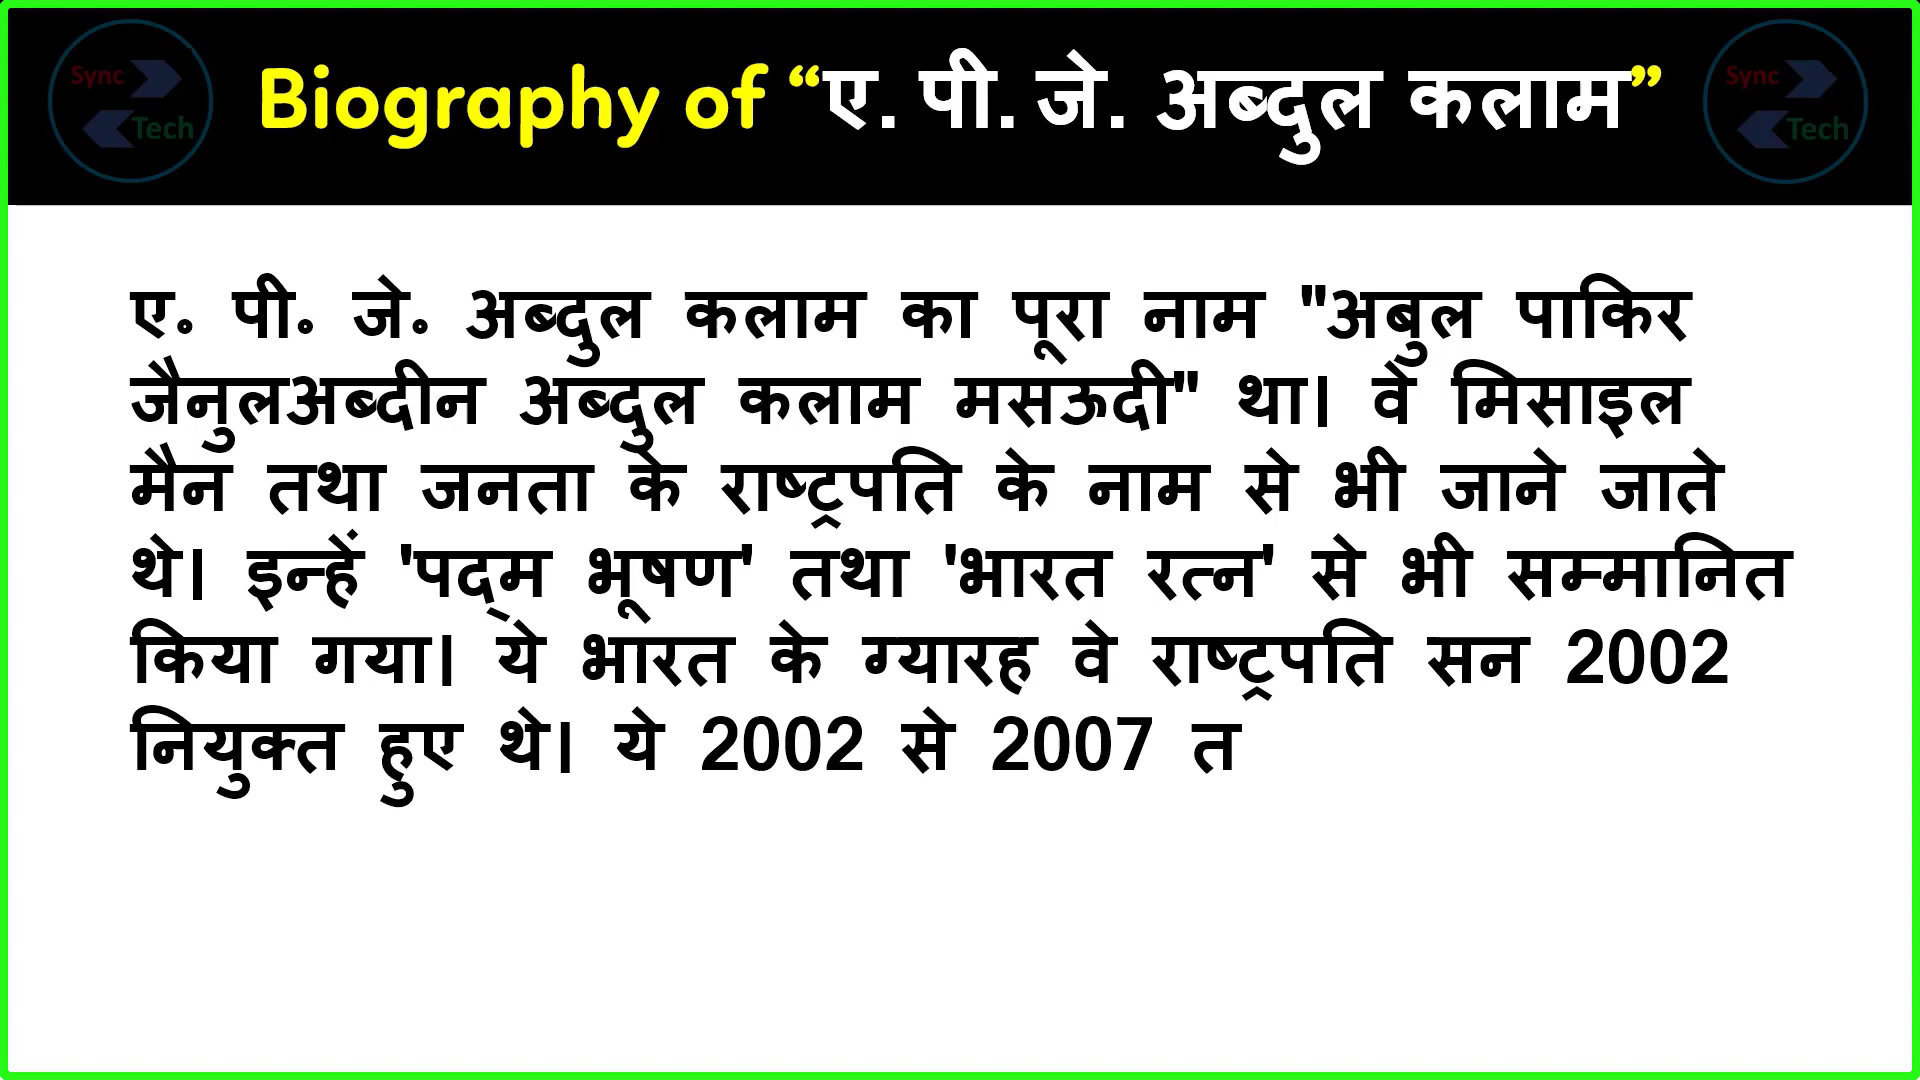 Sync
Tech
Biography of “ए. पी. जे. अब्दुल कलाम”
Sync
Tech
ए॰ पी॰ जे॰ अब्दुल कलाम का पूरा नाम "अबुल पाकिर
जैनुलअब्दीन अब्दुल कलाम मसऊदी" था। वे मिसाइल
मैन तथा जनता के राष्ट्रपति के नाम से भी जाने जाते
थे। इन्हें 'पद्‌म भूषण' तथा 'भारत रत्न' से भी सम्मानित
किया गया। ये भारत के ग्यारह वे राष्ट्रपति सन 2002
नियुक्त हुए थे। ये 2002 से 2007 त